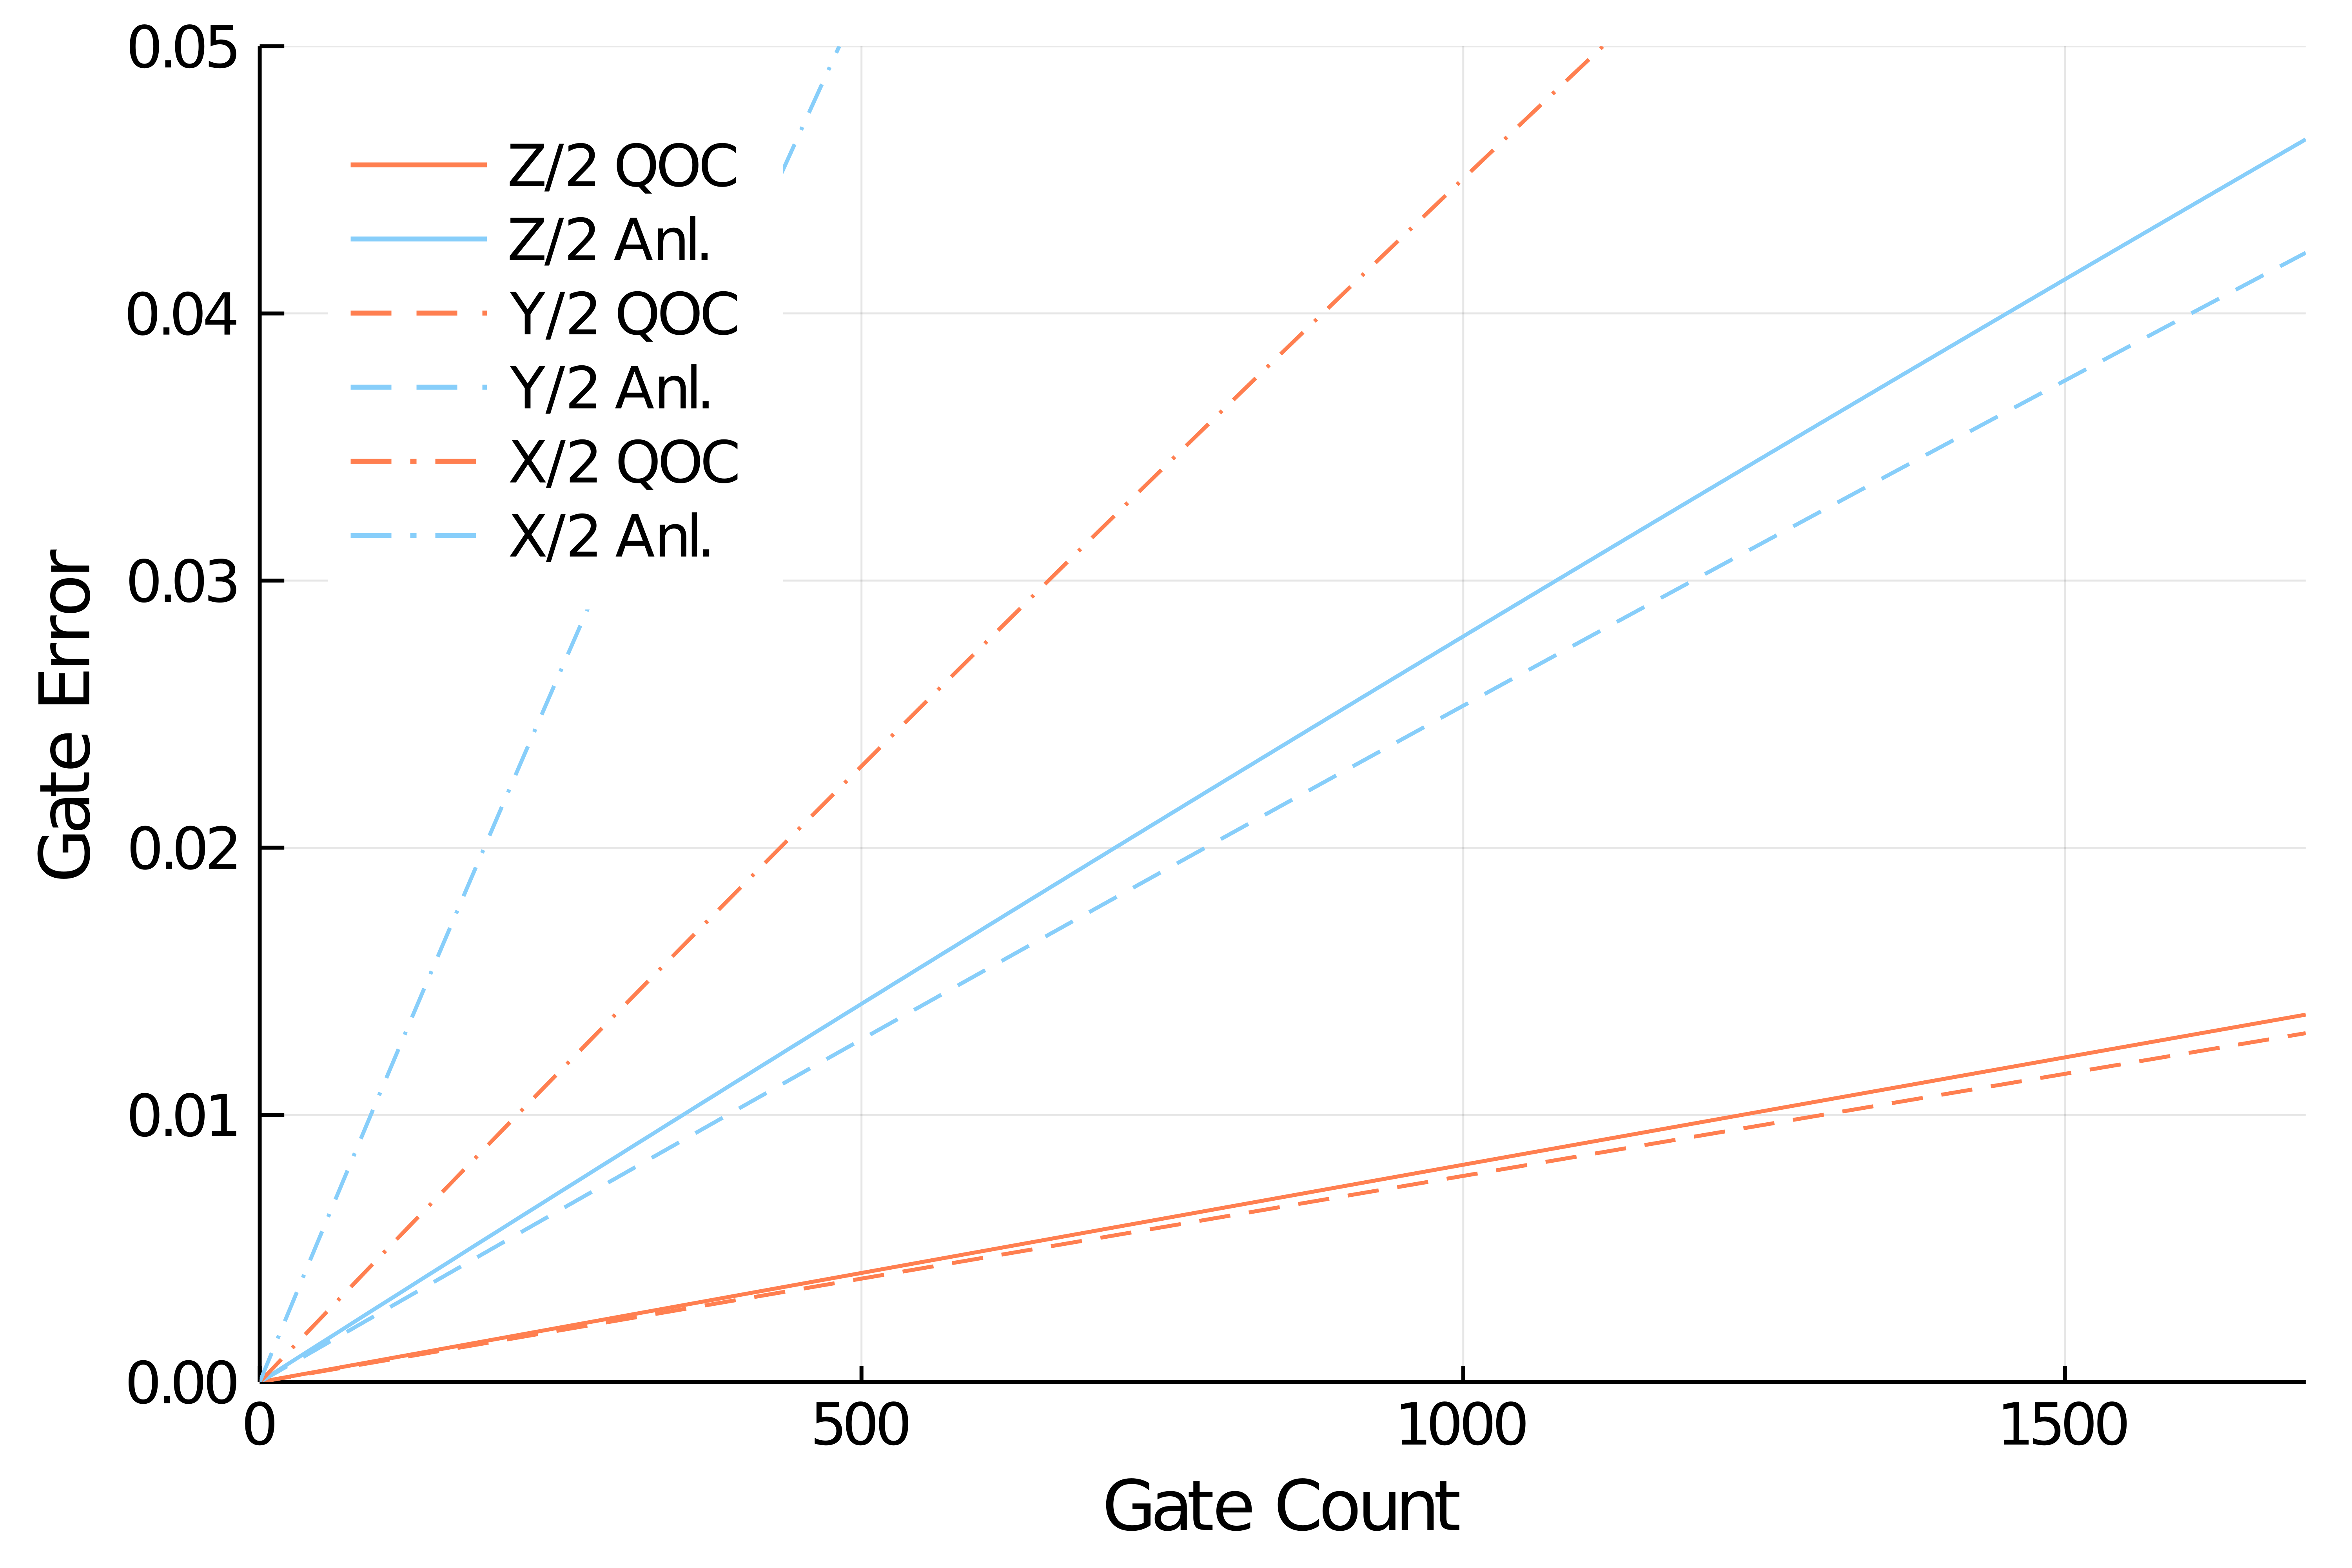 0.05
Z/2 QOC
Z/2 Anl.
0.04
Y/2 QOC
Y/2 Anl.
X/2 QOC
X/2 Anl.
0.03
Gate Error
0.02
0.01
0.00
0 500 1000 1500
Gate Count